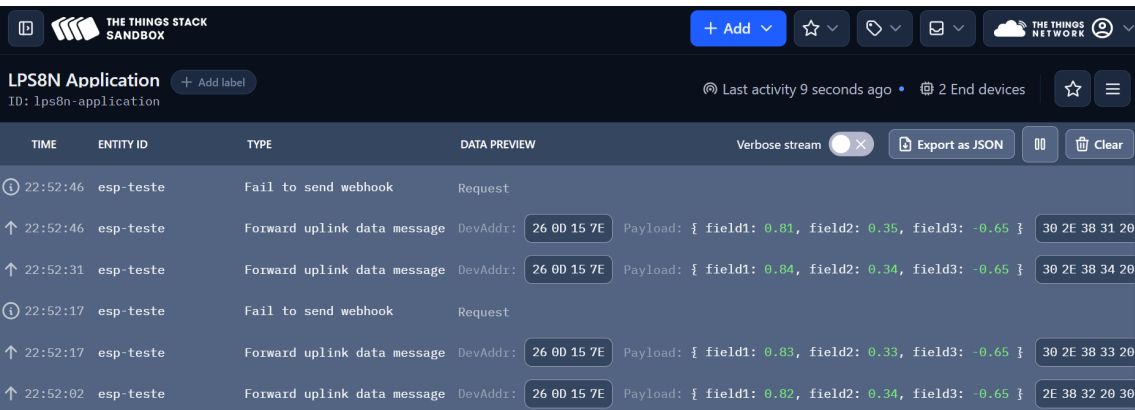 THE THINGS STACK
SANDBOX
+ Add
THE THINGS
NETWORK
LPS8N Application
+ Add label
ID: lps8n-application
Last activity 9 seconds ago • 2 End devices
TIME ENTITY ID TYPE DATA PREVIEW Verbose stream Export as JSON Clear
22:52:46 esp-teste Fail to send webhook Request
↑ 22:52:46 esp-teste Forward uplink data message DevAddr: 26 0D 15 7E Payload: { field1: 0.81, field2: 0.35, field3: -0.65 } 30 2E 38 31 20
↑ 22:52:31 esp-teste Forward uplink data message DevAddr: 26 0D 15 7E Payload: { field1: 0.84, field2: 0.34, field3: -0.65 } 30 2E 38 34 20
22:52:17 esp-teste Fail to send webhook Request
↑ 22:52:17 esp-teste Forward uplink data message DevAddr: 26 0D 15 7E Payload: { field1: 0.83, field2: 0.33, field3: -0.65 } 30 2E 38 33 20
↑ 22:52:02 esp-teste Forward uplink data message DevAddr: 26 0D 15 7E Payload: { field1: 0.82, field2: 0.34, field3: -0.65 } 2E 38 32 20 30